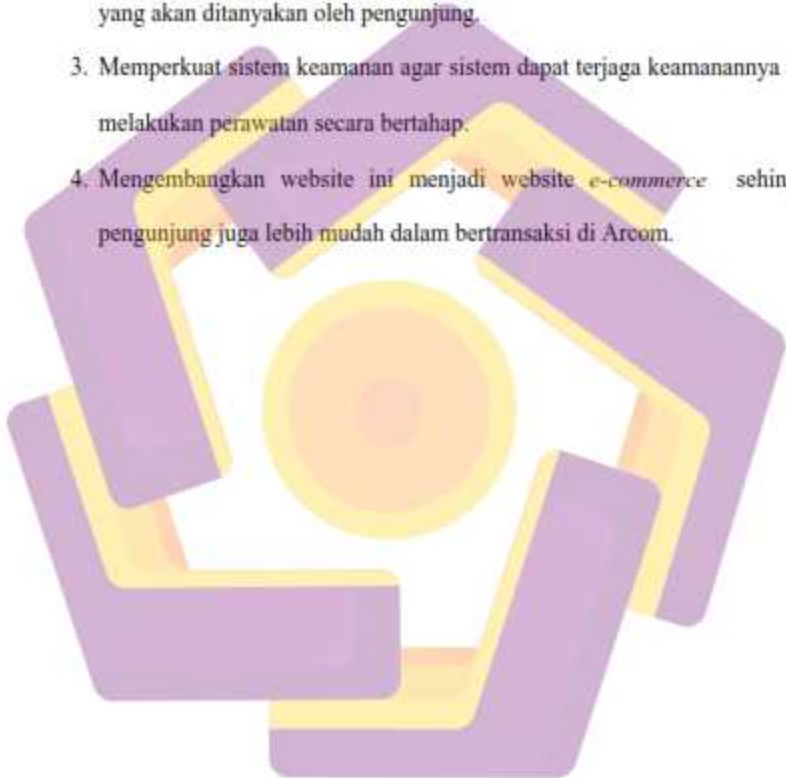 yang akan ditanyakan oleh pengunjung.
3. Memperkuat sistem keamanan agar sistem dapat terjaga keamanannya
melakukan perawatan secara bertahap.
4. Mengembangkan website ini menjadi website e-commerce sehin
pengunjung juga lebih mudah dalam bertransaksi di Arcom.